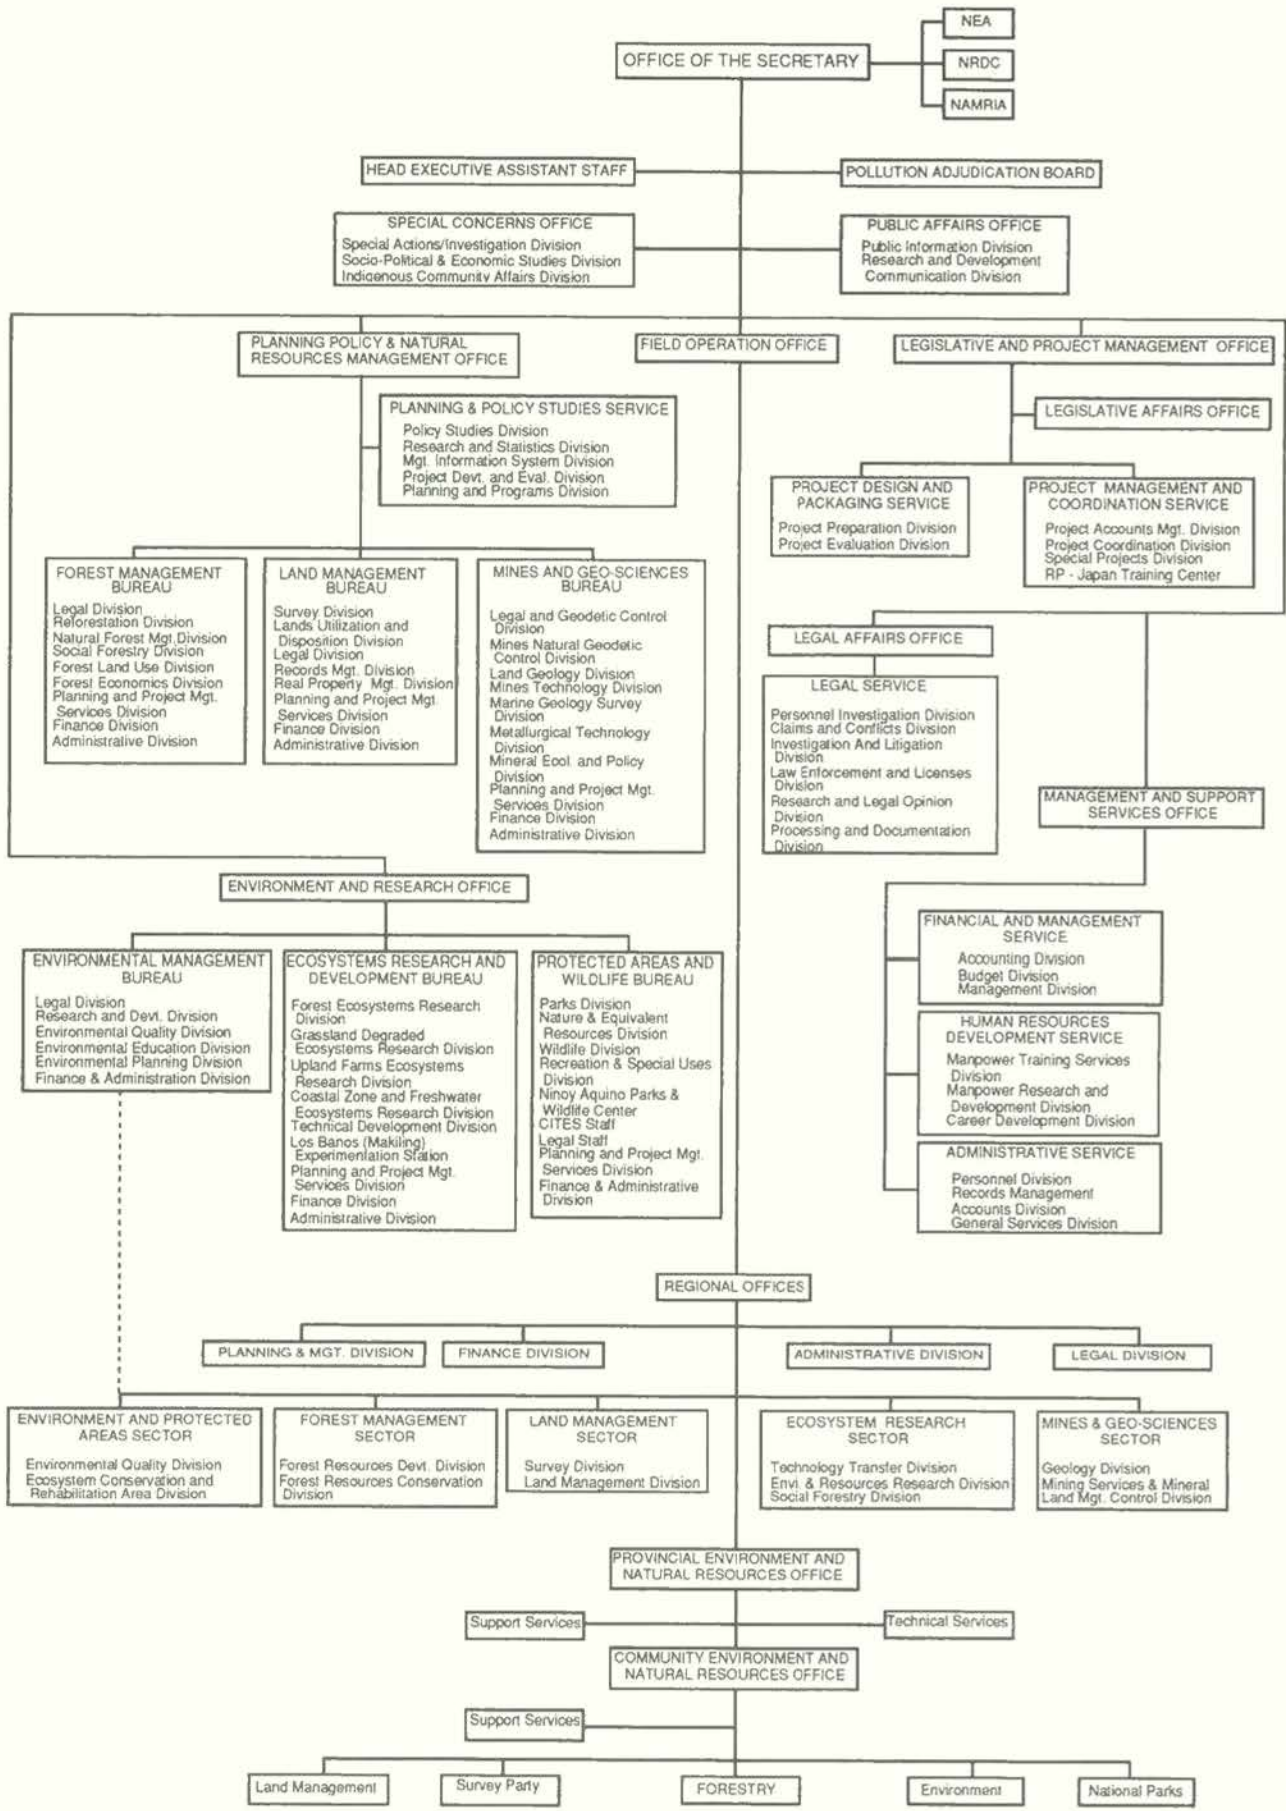 NEA
OFFICE OF THE SECRETARY
NRDC
NAMRIA
HEAD EXECUTIVE ASSISTANT STAFF
POLLUTION ADJUDICATION BOARD
SPECIAL CONCERNS OFFICE
Special Actions/Investigation Division
Socio-Political & Economic Studies Division
Indigenous Community Affairs Division
PUBLIC AFFAIRS OFFICE
Public Information Division
Research and Development
Communication Division
PLANNING POLICY & NATURAL
RESOURCES MANAGEMENT OFFICE
FIELD OPERATION OFFICE
LEGISLATIVE AND PROJECT MANAGEMENT OFFICE
PLANNING & POLICY STUDIES SERVICE
Policy Studies Division
Research and Statistics Division
Mgt. Information System Division
Project Devt. and Eval. Division
Planning and Programs Division
LEGISLATIVE AFFAIRS OFFICE
PROJECT DESIGN AND
PACKAGING SERVICE
Project Preparation Division
Project Evaluation Division
PROJECT MANAGEMENT AND
COORDINATION SERVICE
Project Accounts Mgt. Division
Project Coordination Division
Special Projects Division
RP - Japan Training Center
FOREST MANAGEMENT
BUREAU
Legal Division
Reforestation Division
Natural Forest Mgt.Division
Social Forestry Division
Forest Land Use Division
Forest Economics Division
Planning and Project Mgt.
Services Division
Finance Division
Administrative Division
LAND MANAGEMENT
BUREAU
Survey Division
Lands Utilization and
Disposition Division
Legal Division
Records Mgt. Division
Real Property Mgt. Division
Planning and Project Mgt.
Services Division
Finance Division
Administrative Division
MINES AND GEO-SCIENCES
BUREAU
Legal and Geodetic Control
Division
Mines Natural Geodetic
Control Division
Land Geology Division
Mines Technology Division
Marine Geology Survey
Division
Metallurgical Technology
Division
Mineral Ecol. and Policy
Division
Planning and Project Mgt.
Services Division
Finance Division
Administrative Division
LEGAL AFFAIRS OFFICE
LEGAL SERVICE
Personnel Investigation Division
Claims and Conflicts Division
Investigation And Litigation
Division
Law Enforcement and Licenses
Division
Research and Legal Opinion
Division
Processing and Documentation
Division
MANAGEMENT AND SUPPORT
SERVICES OFFICE
ENVIRONMENT AND RESEARCH OFFICE
FINANCIAL AND MANAGEMENT
SERVICE
Accounting Division
Budget Division
Management Division
HUMAN RESOURCES
DEVELOPMENT SERVICE
Manpower Training Services
Division
Manpower Research and
Development Division
Career Development Division
ADMINISTRATIVE SERVICE
Personnel Division
Records Management
Accounts Division
General Services Division
ENVIRONMENTAL MANAGEMENT
BUREAU
Legal Division
Research and Devt. Division
Environmental Quality Division
Environmental Education Division
Environmental Planning Division
Finance & Administration Division
ECOSYSTEMS RESEARCH AND
DEVELOPMENT BUREAU
Forest Ecosystems Research
Division
Grassland Degraded
Ecosystems Research Division
Upland Farms Ecosystems
Research Division
Coastal Zone and Freshwater
Ecosystems Research Division
Technical Development Division
Los Banos (Makiling)
Experimentation Station
Planning and Project Mgt.
Services Division
Finance Division
Administrative Division
PROTECTED AREAS AND
WILDLIFE BUREAU
Parks Division
Nature & Equivalent
Resources Division
Wildlife Division
Recreation & Special Uses
Division
Ninoy Aquino Parks &
Wildlife Center
CITES Staff
Legal Staff
Planning and Project Mgt.
Services Division
Finance & Administrative
Division
REGIONAL OFFICES
PLANNING & MGT. DIVISION
FINANCE DIVISION
ADMINISTRATIVE DIVISION
LEGAL DIVISION
ENVIRONMENT AND PROTECTED
AREAS SECTOR
Environmental Quality Division
Ecosystem Conservation and
Rehabilitation Area Division
FOREST MANAGEMENT
SECTOR
Forest Resources Devt. Division
Forest Resources Conservation
Division
LAND MANAGEMENT
SECTOR
Survey Division
Land Management Division
ECOSYSTEM RESEARCH
SECTOR
Technology Transfer Division
Envi. & Resources Research Division
Social Forestry Division
MINES & GEO-SCIENCES
SECTOR
Geology Division
Mining Services & Mineral
Land Mgt. Control Division
PROVINCIAL ENVIRONMENT AND
NATURAL RESOURCES OFFICE
Support Services
Technical Services
COMMUNITY ENVIRONMENT AND
NATURAL RESOURCES OFFICE
Support Services
Land Management
Survey Party
FORESTRY
Environment
National Parks